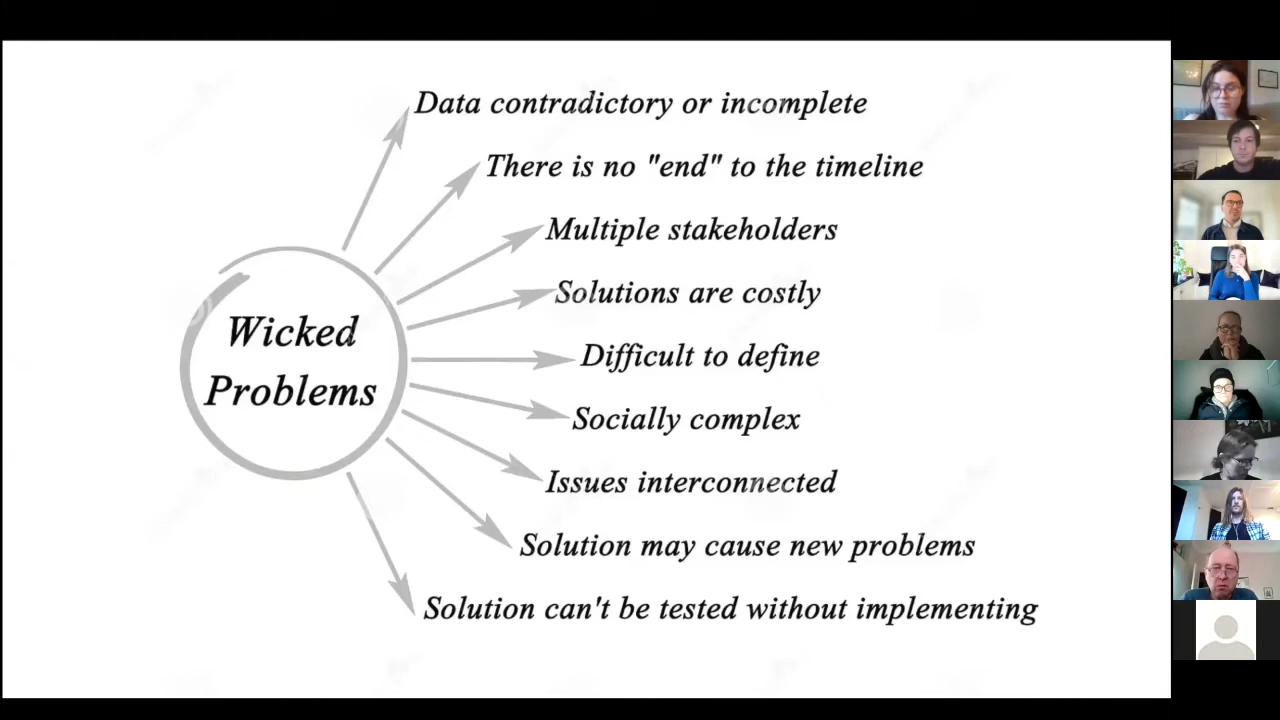 Data contradictory or incomplete
There is no "end" to the timeline
Multiple stakeholders
Solutions are costly
Difficult to define
Wicked
Problems
Socially complex
Issues interconnected
Solution may cause new problems
Solution can't be tested without implementing